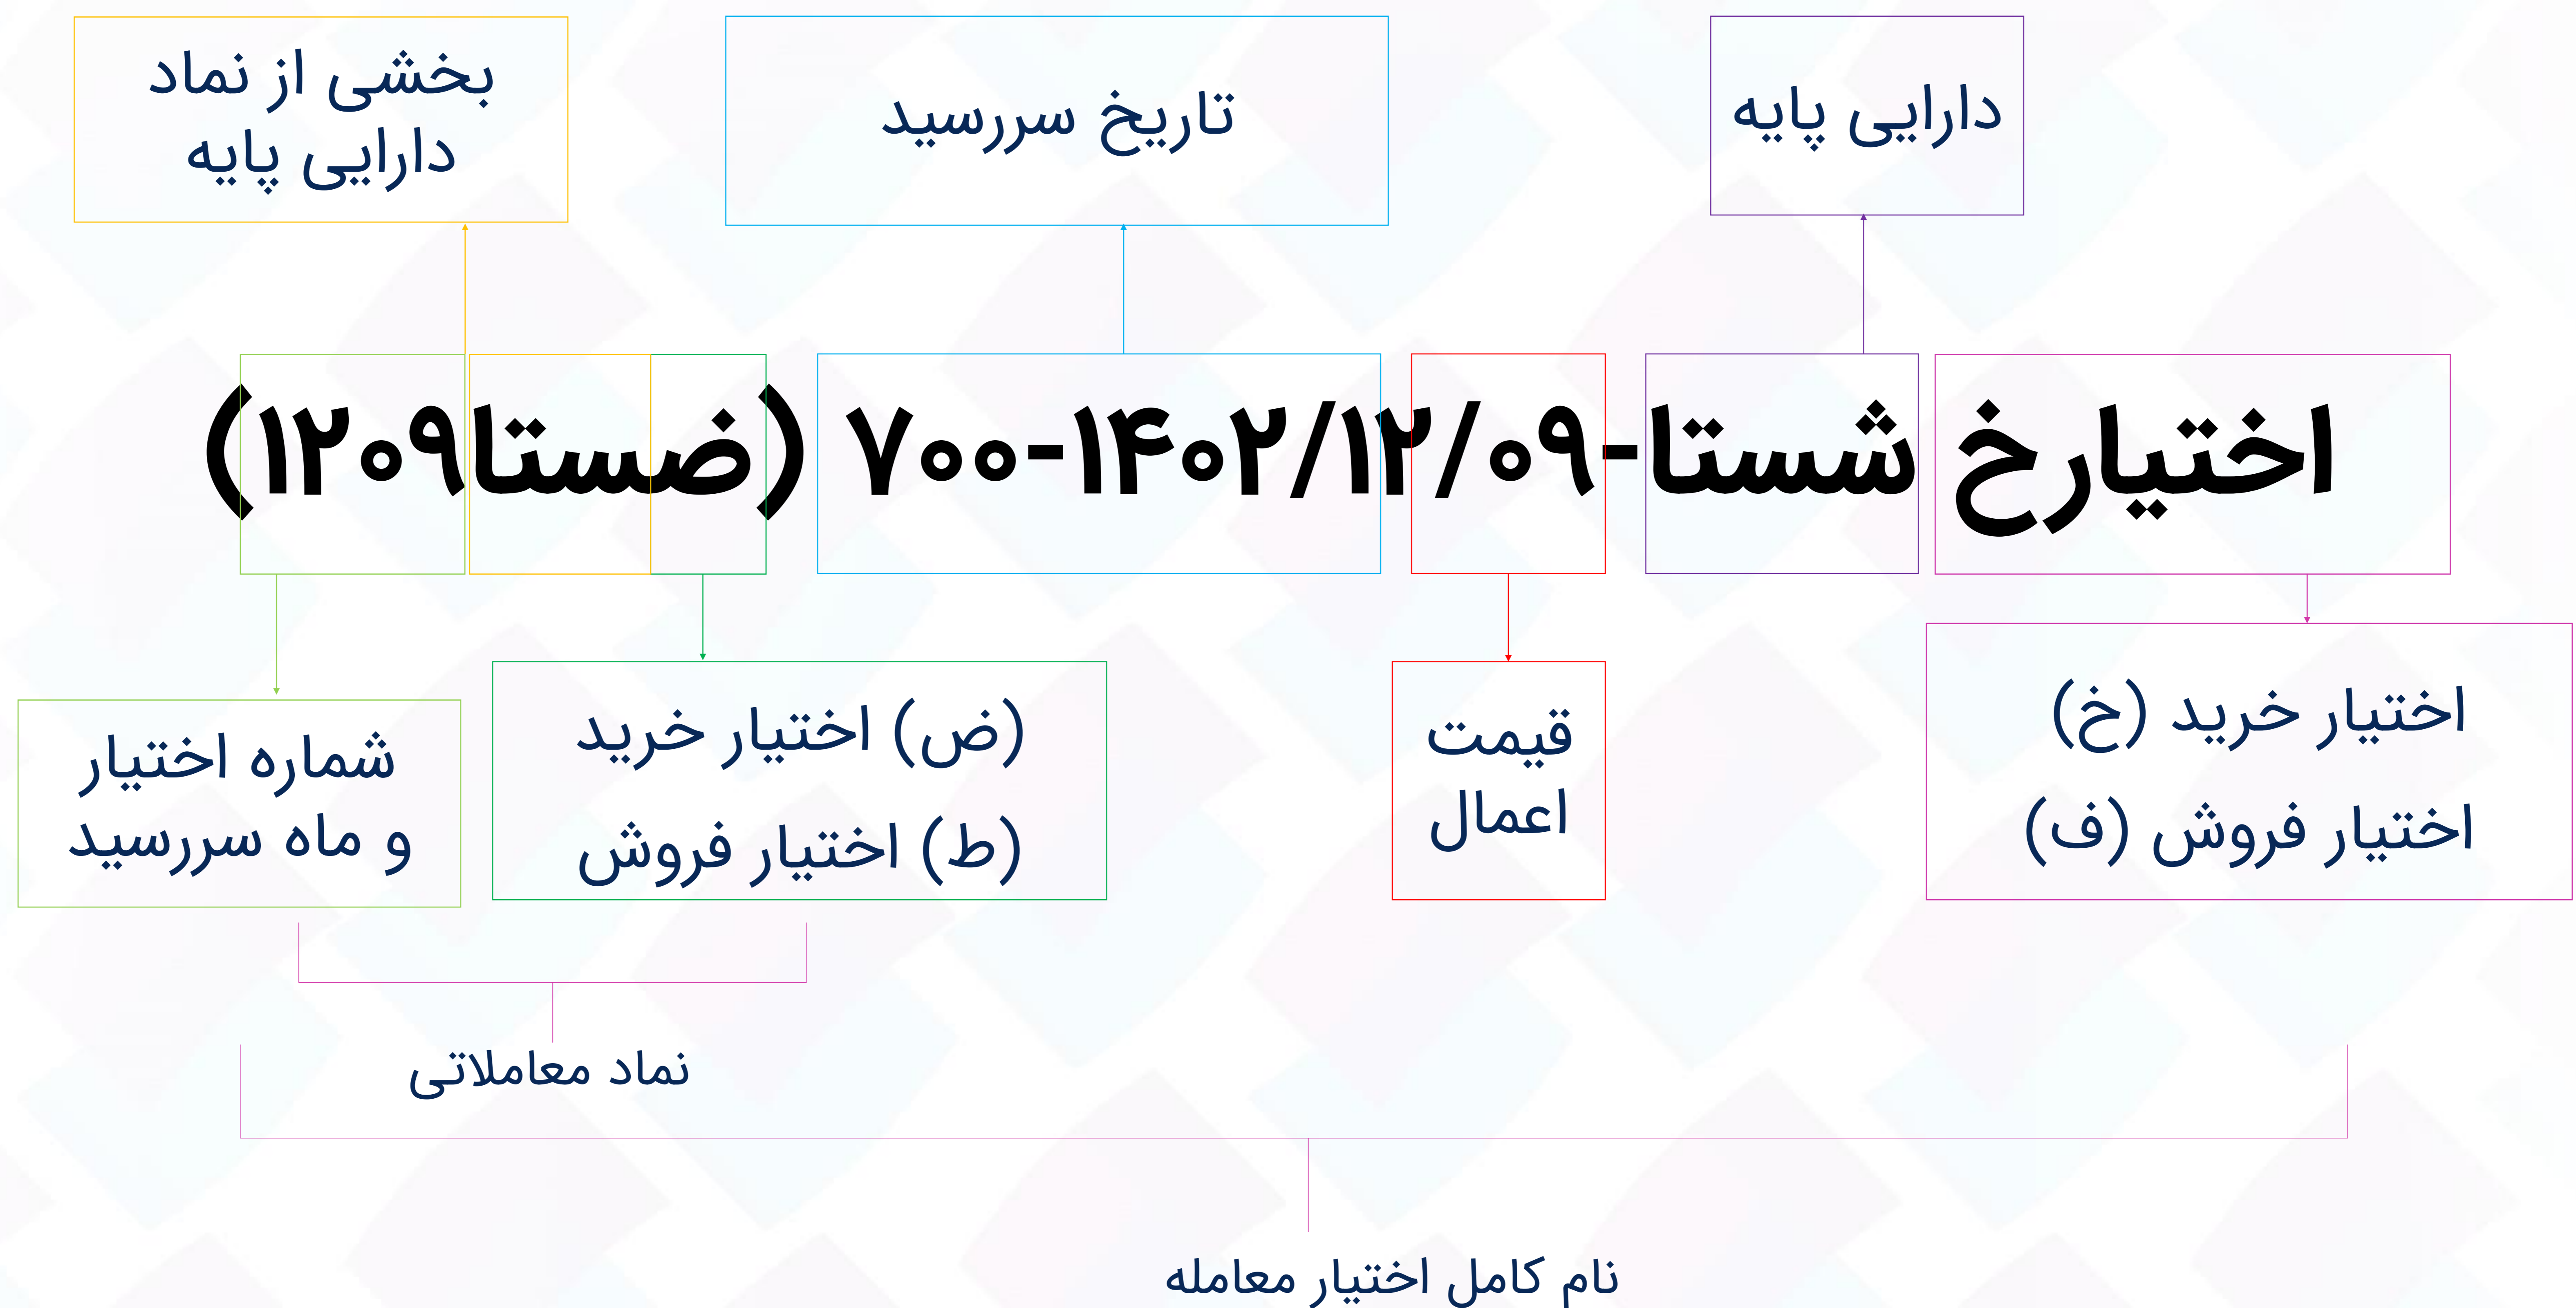 بخشی از نماد
دارایی پایه
تاریخ سررسید
دارایی پایه
اختیارخ شستا-۷۰۰-۱۴۰۲/۱۲/۰۹ (ضستا۱۲۰۹)
اختیار خرید (خ)
اختیار فروش (ف)
قیمت
اعمال
(ض) اختیار خرید
(ط) اختیار فروش
شماره اختیار
و ماه سررسید
نماد معاملاتی
نام کامل اختیار معامله